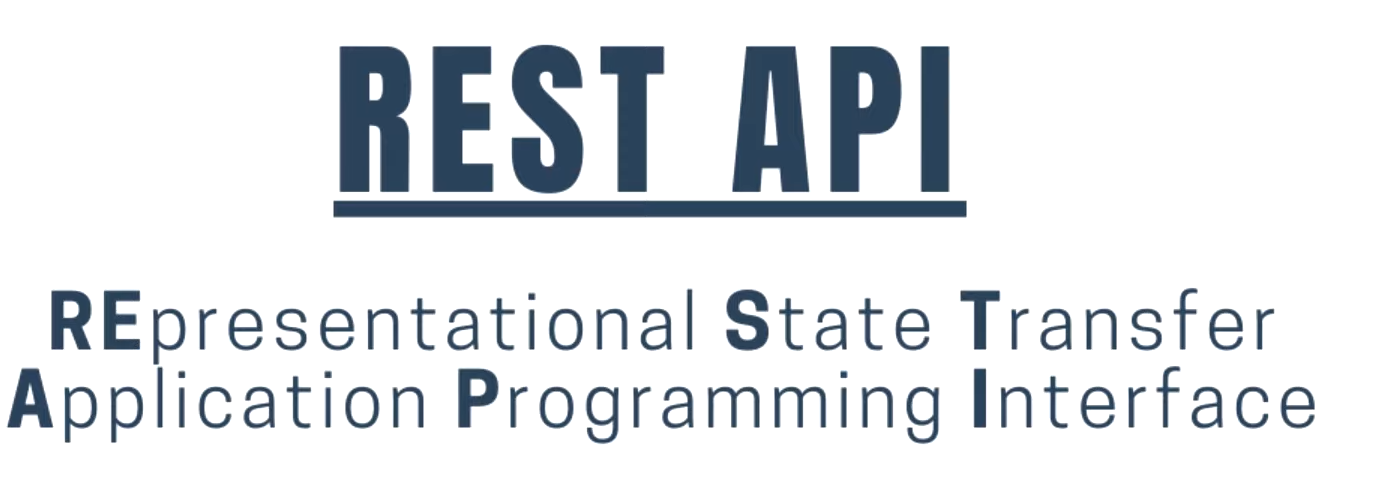 REST API
REpresentational State Transfer
Application Programming Interface